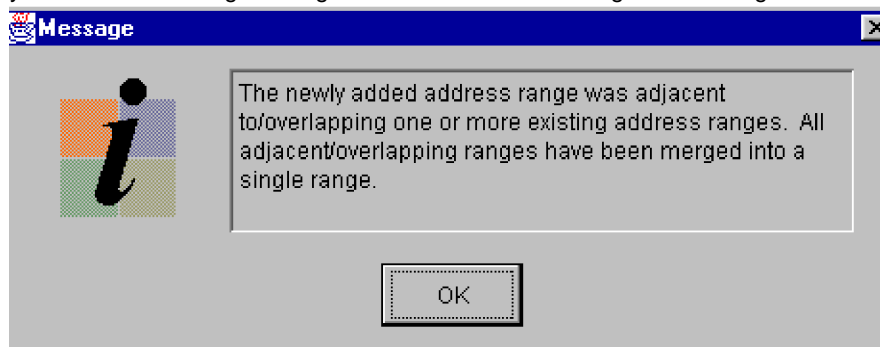 Message
The newly added address range was adjacent
to/overlapping one or more existing address ranges.  All
adjacent/overlapping ranges have been merged into a
single range.
OK